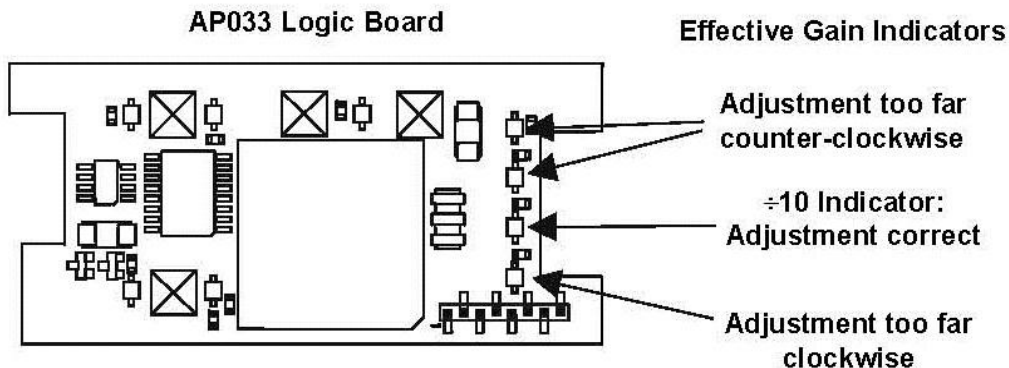 AP033 Logic Board
Effective Gain Indicators
Adjustment too far
counter-clockwise
÷10 Indicator:
Adjustment correct
Adjustment too far
clockwise